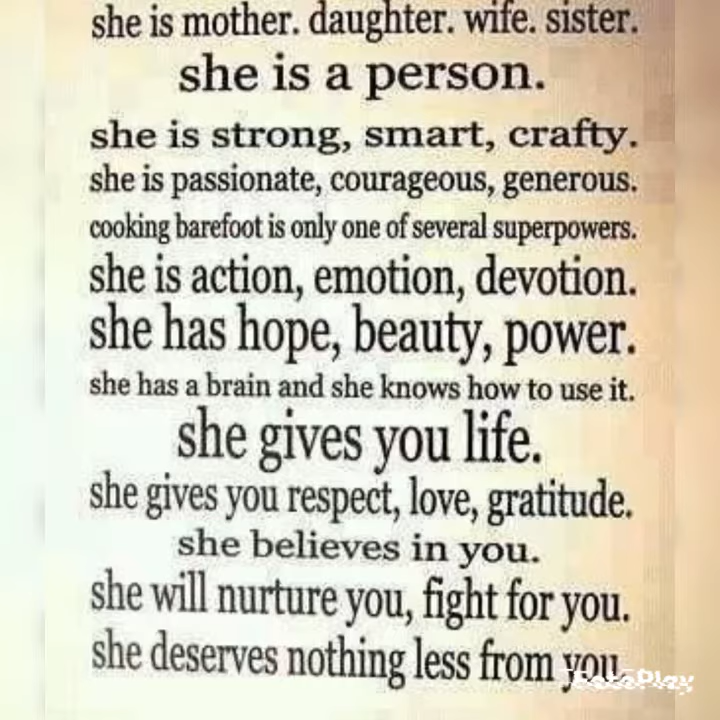 she is mother. daughter. wife. sister.
she is a person.
she is strong, smart, crafty.
she is passionate, courageous, generous.
cooking barefoot is only one of several superpowers.
she is action, emotion, devotion.
she has hope, beauty, power.
she has a brain and she knows how to use it.
she gives you life.
she gives you respect, love, gratitude.
she believes in you.
she will nurture you, fight for you.
she deserves nothing less from you.